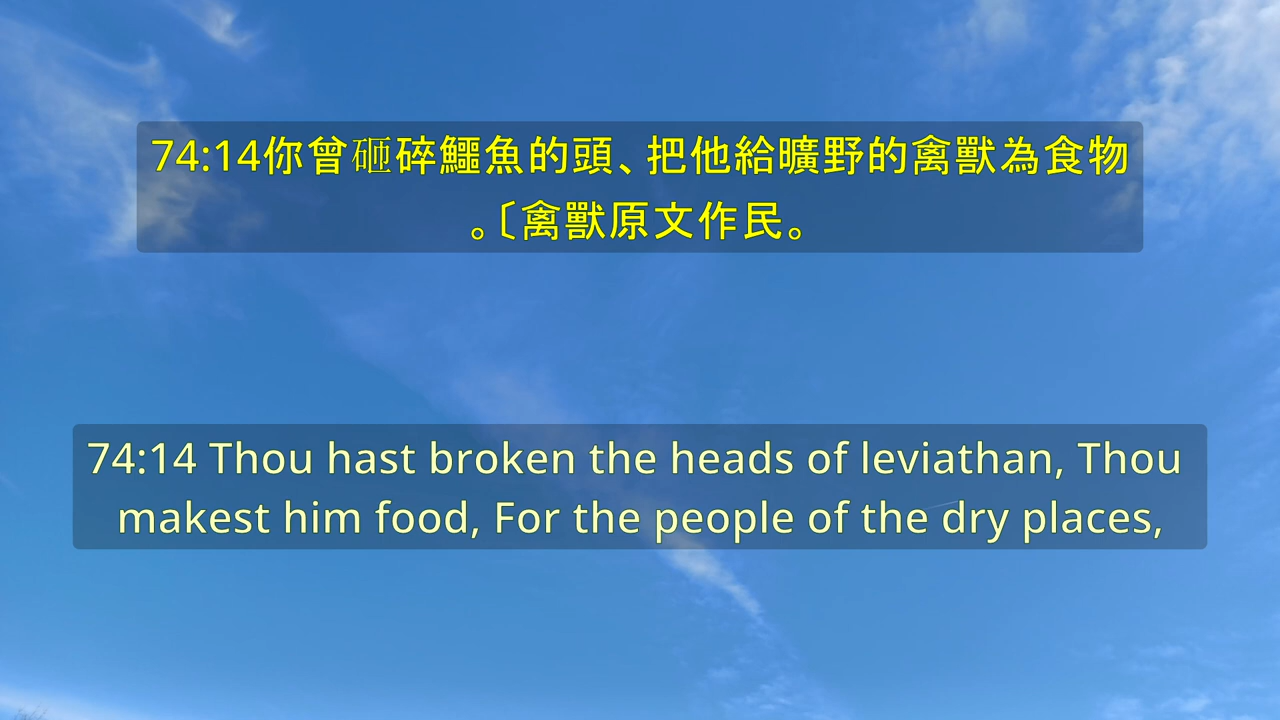 74:14你曾砸碎鱷魚的頭、把他給曠野的禽獸為食物
。〔禽獸原文作民。
74:14 Thou hast broken the heads of leviathan, Thou
makest him food, For the people of the dry places,